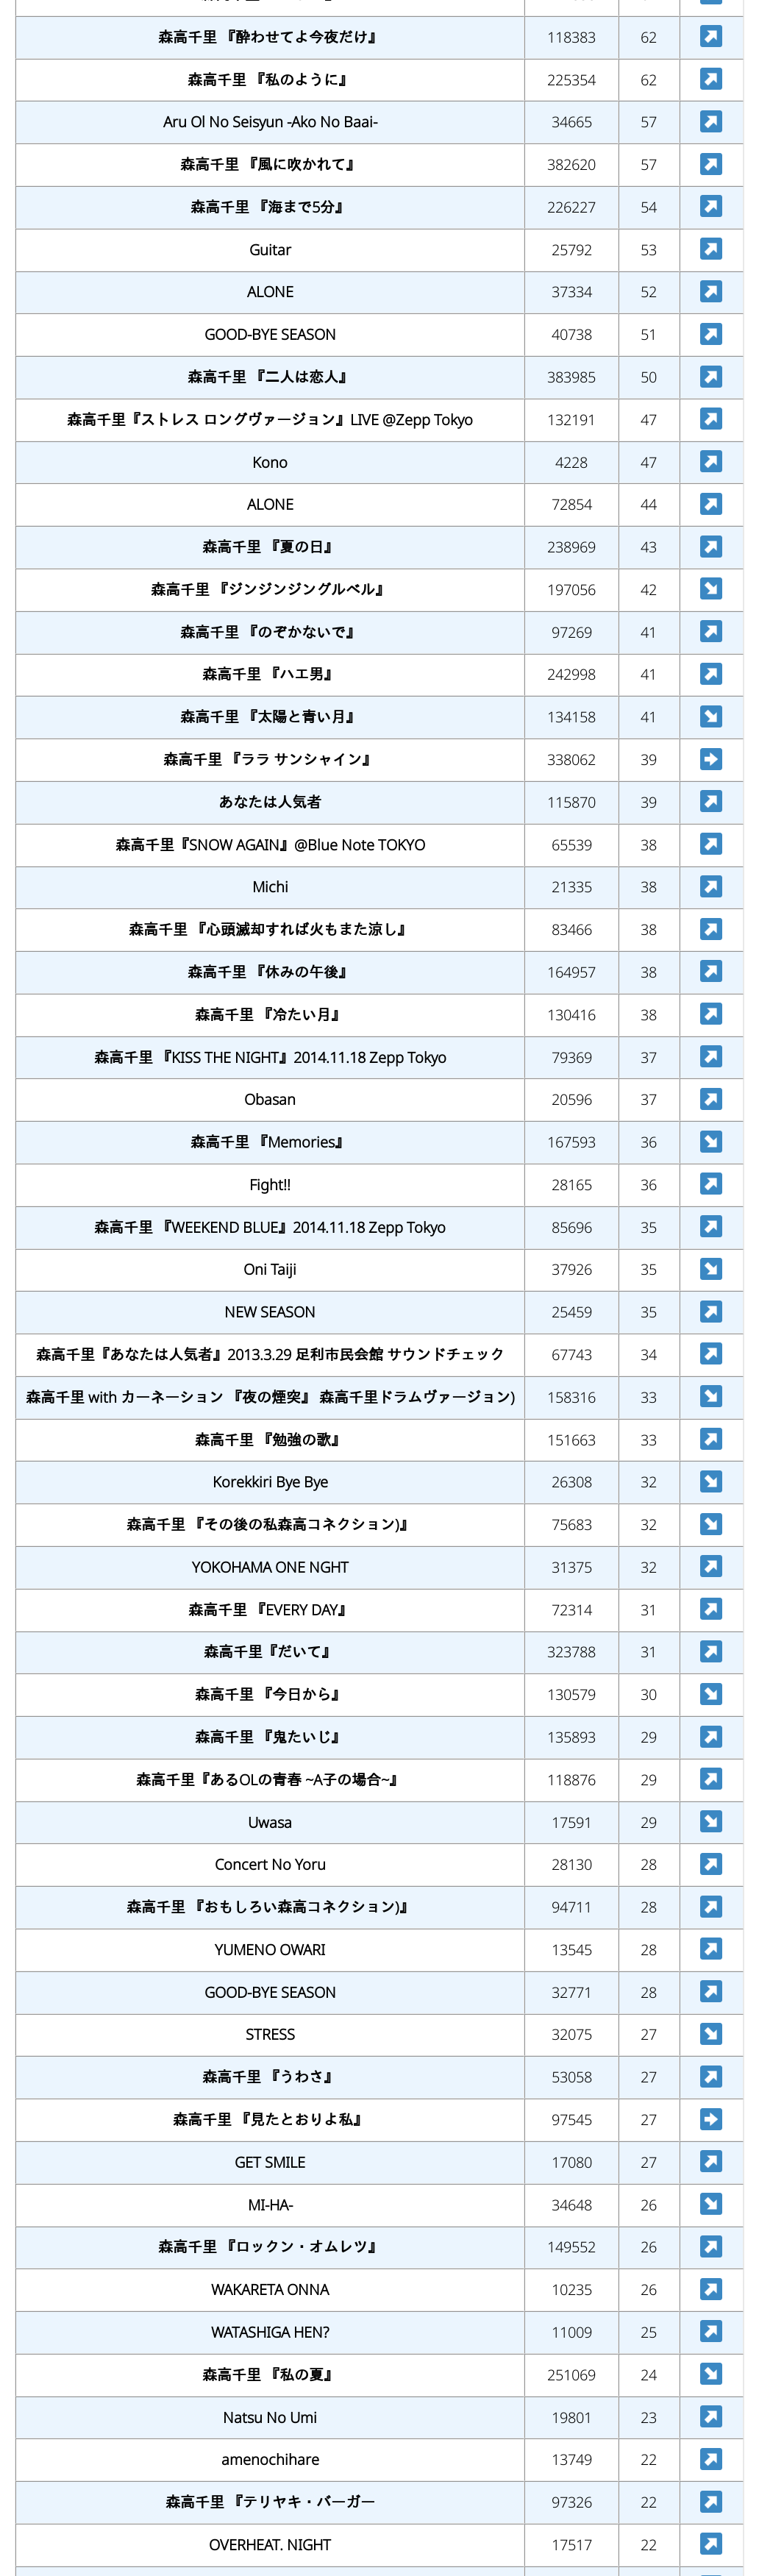 森高千里 『酔わせてよ今夜だけ』 118383 62
森高千里 『私のように』 225354 62
Aru Ol No Seisyun -Ako No Baai- 34665 57
森高千里 『風に吹かれて』 382620 57
森高千里 『海まで5分』 226227 54
Guitar 25792 53
ALONE 37334 52
GOOD-BYE SEASON 40738 51
森高千里 『二人は恋人』 383985 50
森高千里『ストレス ロングヴァージョン』LIVE @Zepp Tokyo 132191 47
Kono 4228 47
ALONE 72854 44
森高千里 『夏の日』 238969 43
森高千里 『ジンジンジングルベル』 197056 42
森高千里 『のぞかないで』 97269 41
森高千里 『ハエ男』 242998 41
森高千里 『太陽と青い月』 134158 41
森高千里 『ララ サンシャイン』 338062 39
あなたは人気者 115870 39
森高千里『SNOW AGAIN』@Blue Note TOKYO 65539 38
Michi 21335 38
森高千里 『心頭滅却すれば火もまた涼し』 83466 38
森高千里 『休みの午後』 164957 38
森高千里 『冷たい月』 130416 38
森高千里 『KISS THE NIGHT』2014.11.18 Zepp Tokyo 79369 37
Obasan 20596 37
森高千里 『Memories』 167593 36
Fight!! 28165 36
森高千里 『WEEKEND BLUE』2014.11.18 Zepp Tokyo 85696 35
Oni Taiji 37926 35
NEW SEASON 25459 35
森高千里『あなたは人気者』2013.3.29 足利市民会館 サウンドチェック 67743 34
森高千里 with カーネーション 『夜の煙突』 森高千里ドラムヴァージョン) 158316 33
森高千里 『勉強の歌』 151663 33
Korekkiri Bye Bye 26308 32
森高千里 『その後の私森高コネクション)』 75683 32
YOKOHAMA ONE NGHT 31375 32
森高千里 『EVERY DAY』 72314 31
森高千里『だいて』 323788 31
森高千里 『今日から』 130579 30
森高千里 『鬼たいじ』 135893 29
森高千里『あるOLの青春 ~A子の場合~』 118876 29
Uwasa 17591 29
Concert No Yoru 28130 28
森高千里 『おもしろい森高コネクション)』 94711 28
YUMENO OWARI 13545 28
GOOD-BYE SEASON 32771 28
STRESS 32075 27
森高千里 『うわさ』 53058 27
森高千里 『見たとおりよ私』 97545 27
GET SMILE 17080 27
MI-HA- 34648 26
森高千里 『ロックン・オムレツ』 149552 26
WAKARETA ONNA 10235 26
WATASHIGA HEN? 11009 25
森高千里 『私の夏』 251069 24
Natsu No Umi 19801 23
amenochihare 13749 22
森高千里 『テリヤキ・バーガー 97326 22
OVERHEAT. NIGHT 17517 22